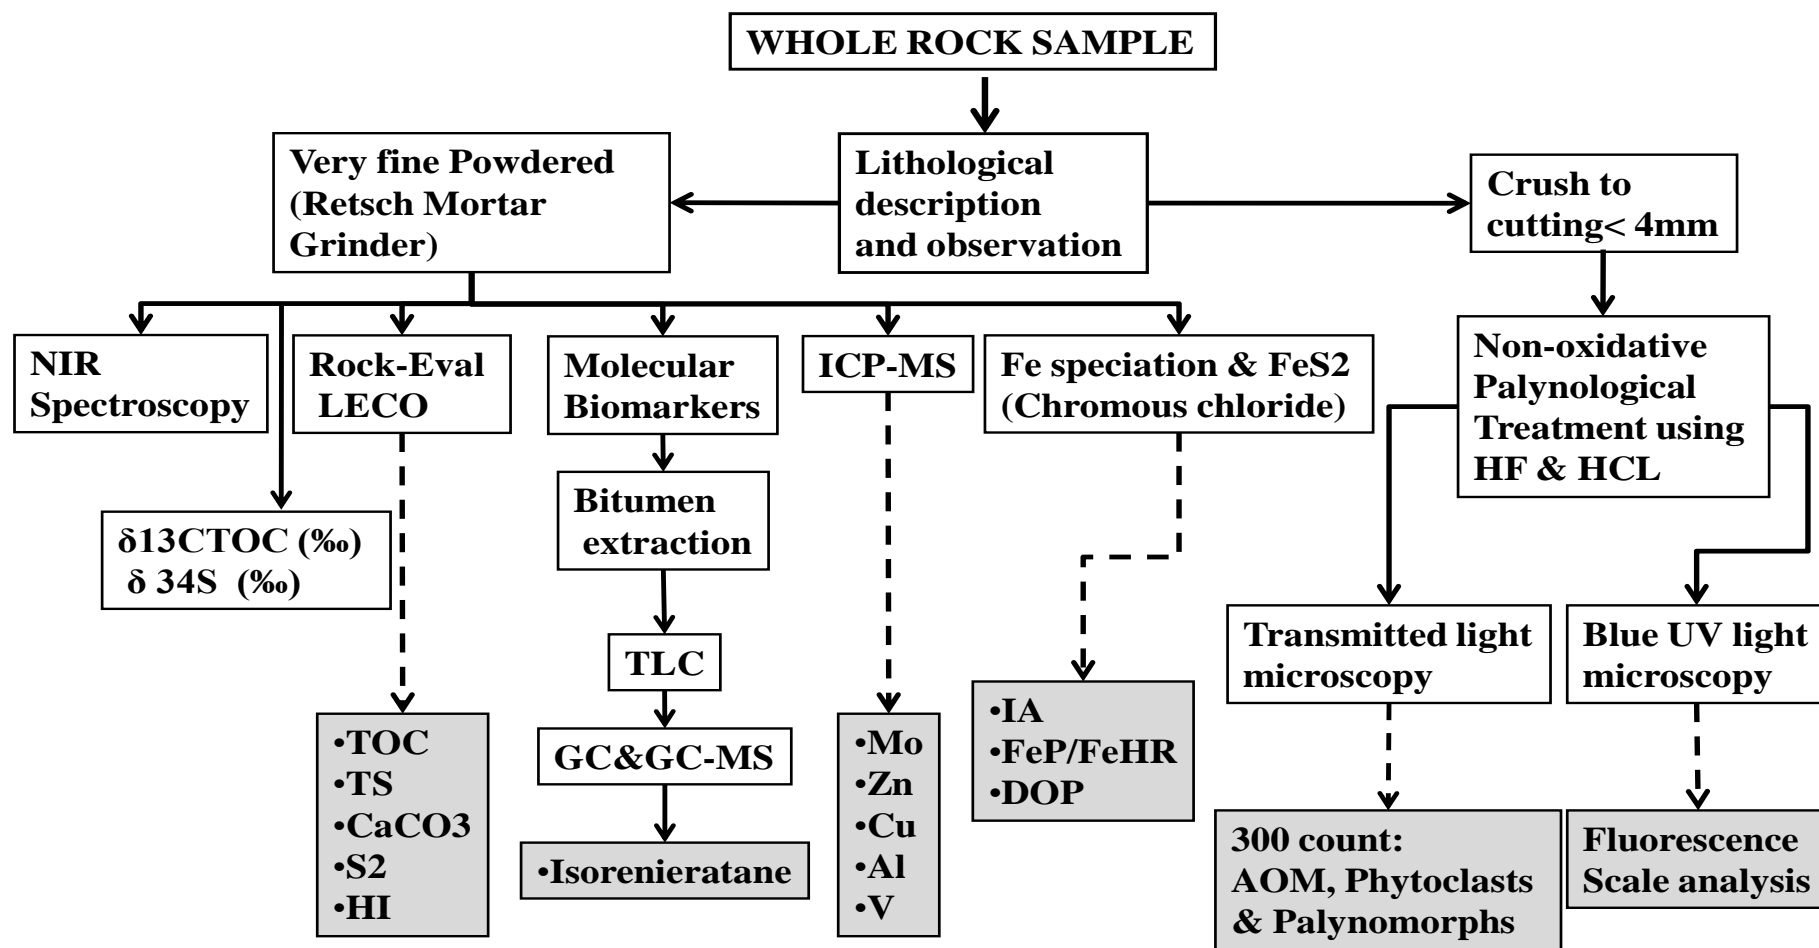 WHOLE ROCK SAMPLE
Very fine Powdered
(Retsch Mortar
Grinder)
Lithological
description
and observation
Crush to
cutting< 4mm
NIR
Spectroscopy
Rock-Eval
LECO
Molecular
Biomarkers
ICP-MS
Fe speciation & FeS2
(Chromous chloride)
Non-oxidative
Palynological
Treatment using
HF & HCL
δ13CTOC (‰)
δ 34S (‰)
Bitumen
extraction
TLC
GC&GC-MS
•Isorenieratane
•TOC
•TS
•CaCO3
•S2
•HI
•Mo
•Zn
•Cu
•Al
•V
•IA
•FeP/FeHR
•DOP
Transmitted light
microscopy
Blue UV light
microscopy
300 count:
AOM, Phytoclasts
& Palynomorphs
Fluorescence
Scale analysis